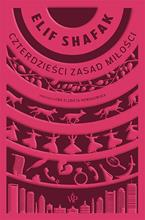 ELIF SHAFAK
CZTERDZIEŚCI ZASAD MIŁOŚCI